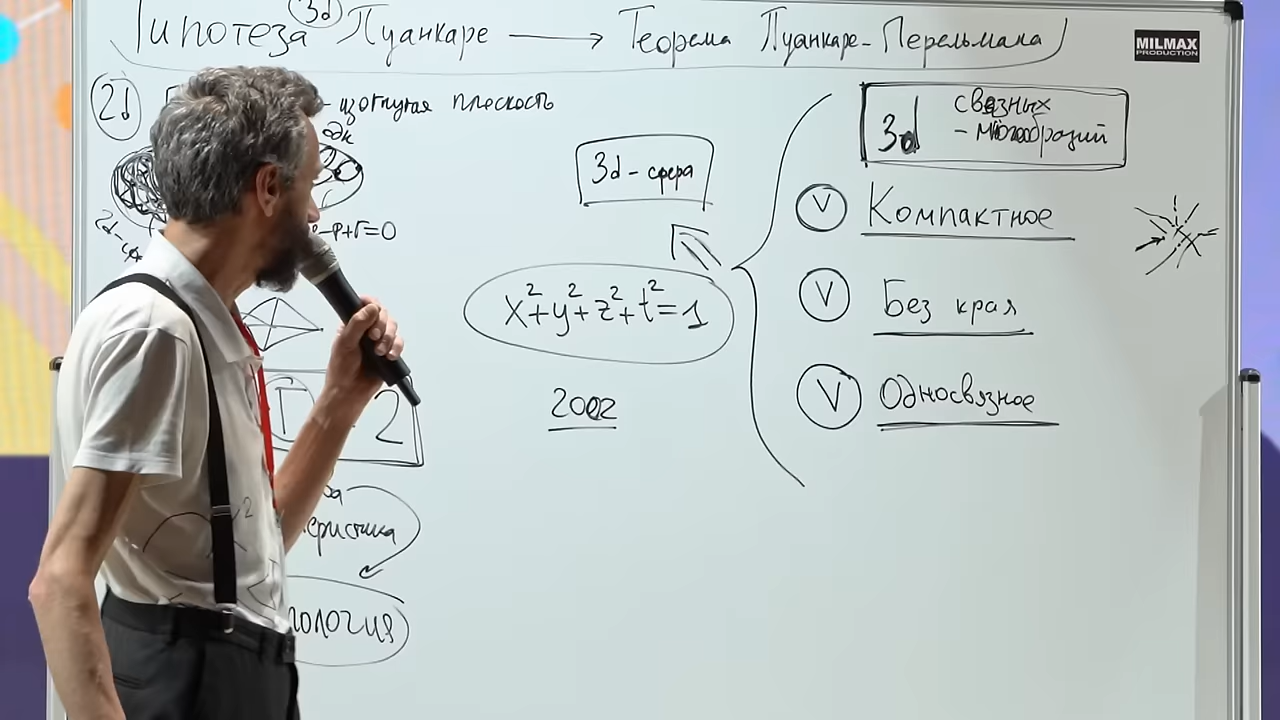 Гипотеза 3d Пуанкаре → Теорема Пуанкаре-Перельмана
MILMAX
PRODUCTION
2d
- изогнутая плоскость
3d - сфера
x²+y²+z²+t²=1
2002
3d связных
- многообразий
V Компактное
V Без края
V Односвязное
-P+Г=0
Г
2